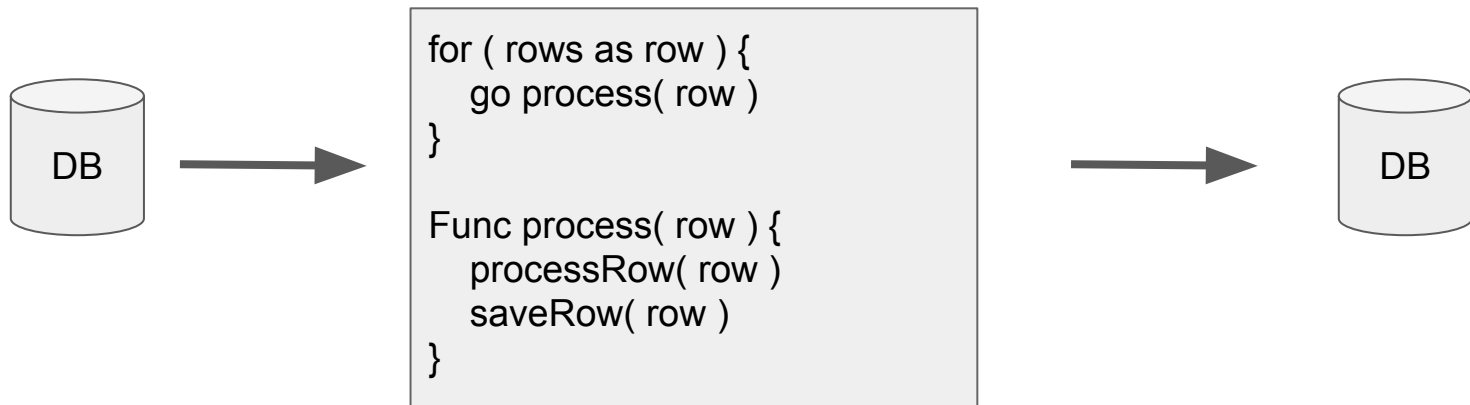 DB
for ( rows as row ) {
go process( row )
}
Func process( row ) {
processRow( row )
saveRow( row )
}
DB